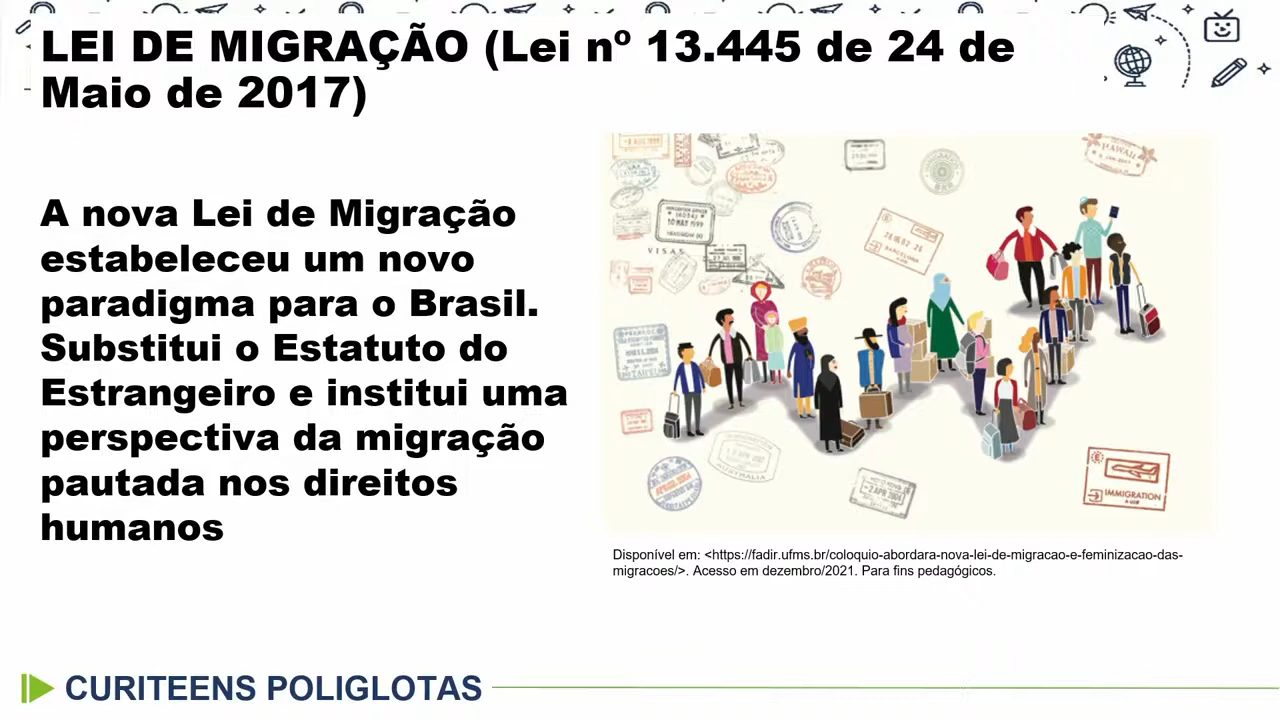 LEI DE MIGRAÇÃO (Lei nº 13.445 de 24 de
Maio de 2017)
A nova Lei de Migração
estabeleceu um novo
paradigma para o Brasil.
Substitui o Estatuto do
Estrangeiro e institui uma
perspectiva da migração
pautada nos direitos
humanos
VISAS
HAWAII
AUSTRALIA
IMMIGRATION
Disponível em: <https://fadir.ufms.br/coloquio-abordara-nova-lei-de-migracao-e-feminizacao-das-
migracoes/>. Acesso em dezembro/2021. Para fins pedagógicos.
CURITEENS POLIGLOTAS